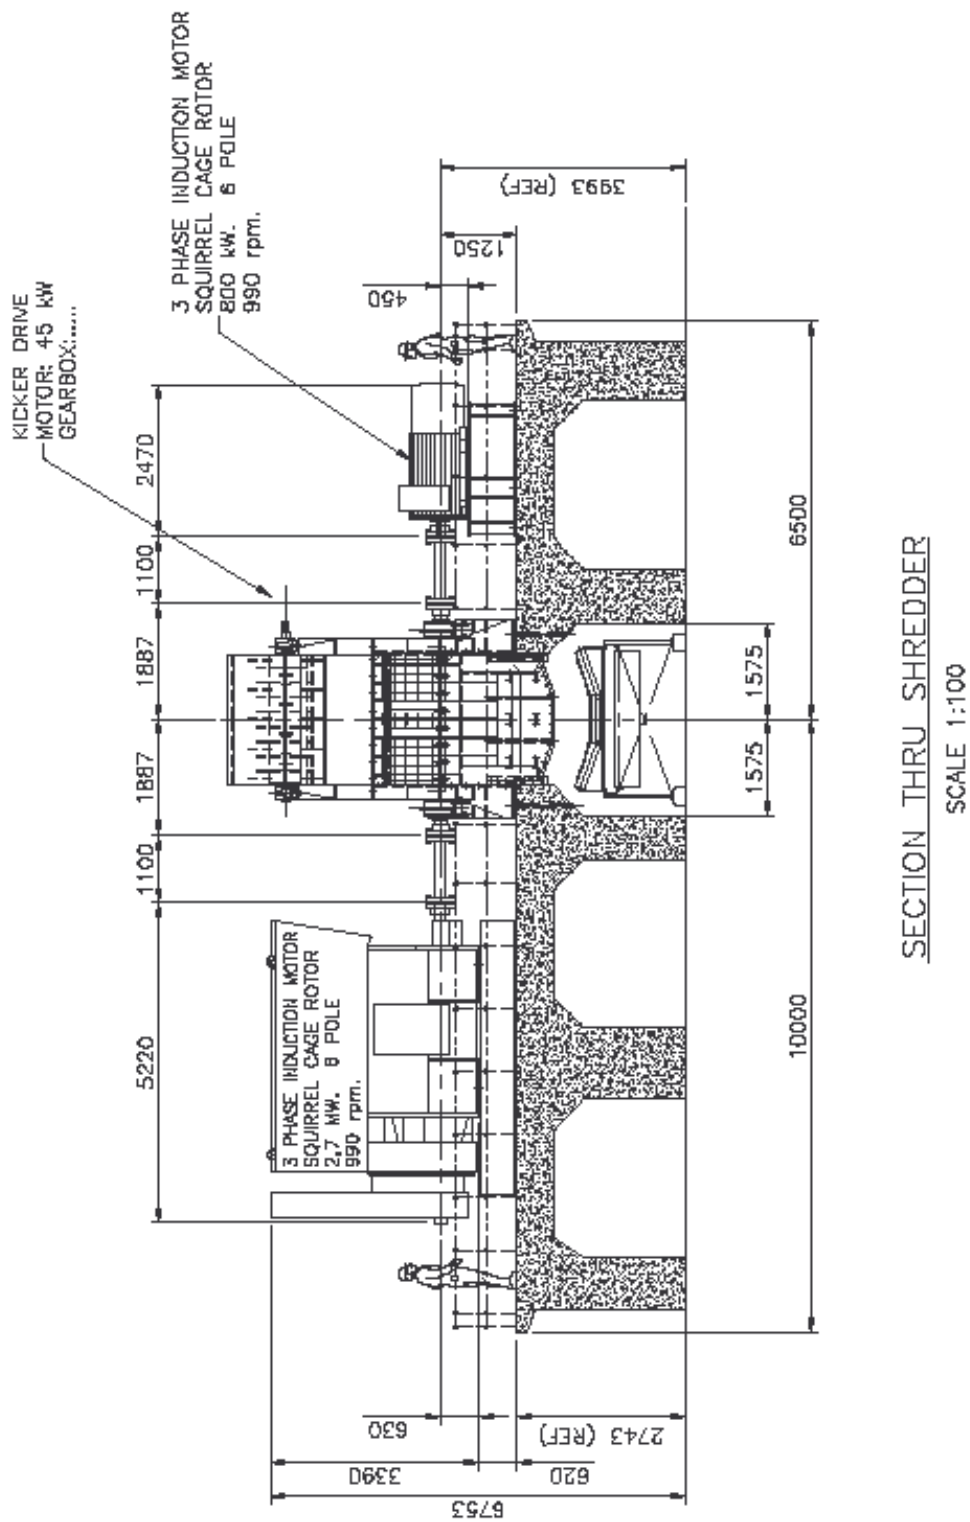 KICKER DRIVE
MOTOR: 45 kW
GEARBOX:.....
3 PHASE INDUCTION MOTOR
SQUIRREL CAGE ROTOR
800 kW. 6 POLE
990 rpm.
5220
1100
1887
1887
1100
2470
3 PHASE INDUCTION MOTOR
SQUIRREL CAGE ROTOR
2.7 MW. 6 POLE
990 rpm.
6753
3390
620
630
2743 (REF)
450
1250
3993 (REF)
1575
1575
10000
6500
SECTION THRU SHREDDER
SCALE 1:100